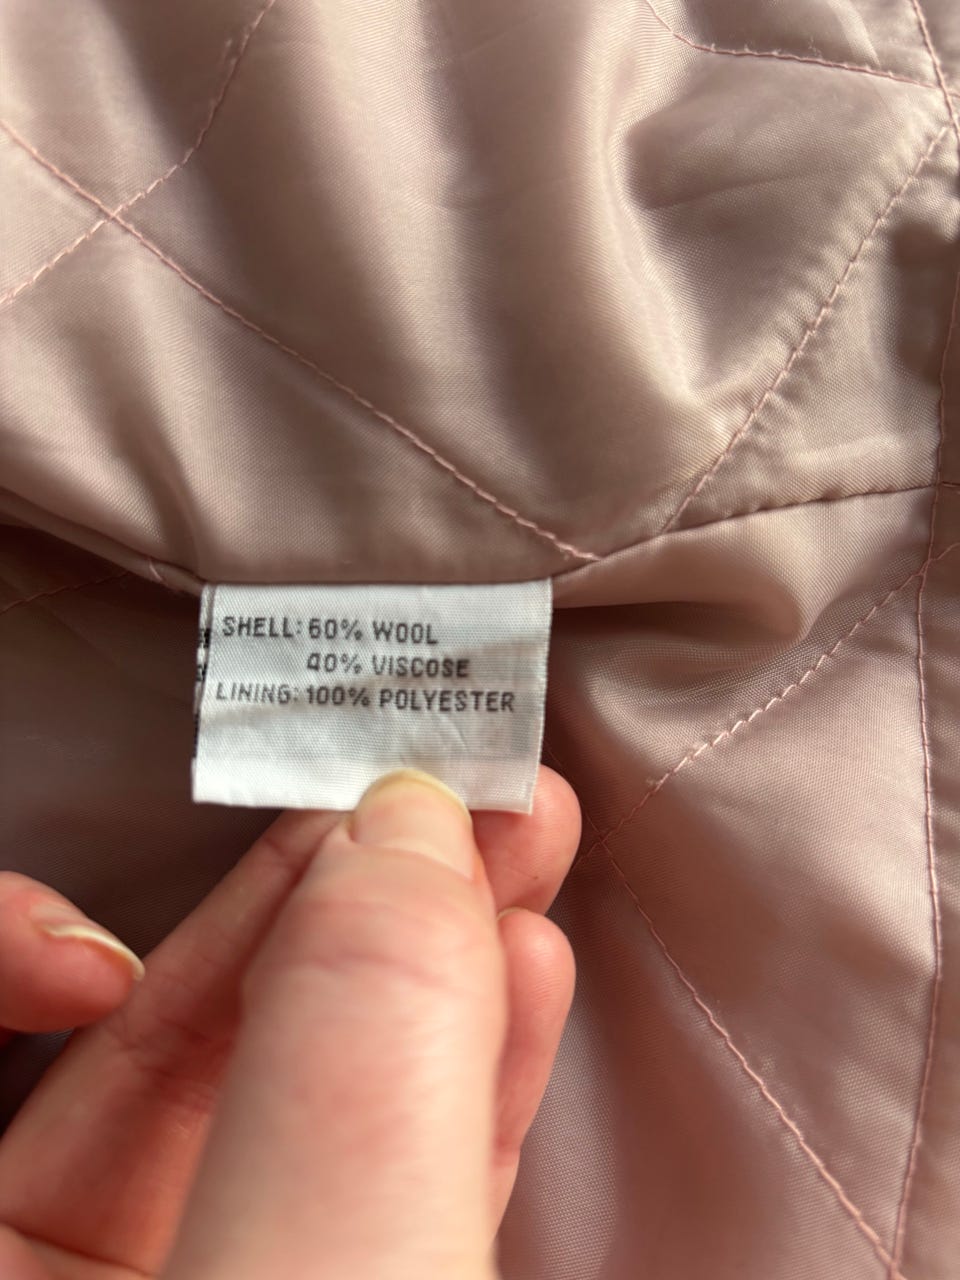 SHELL: 60% WOOL
40% VISCOSE
LINING: 100% POLYESTER